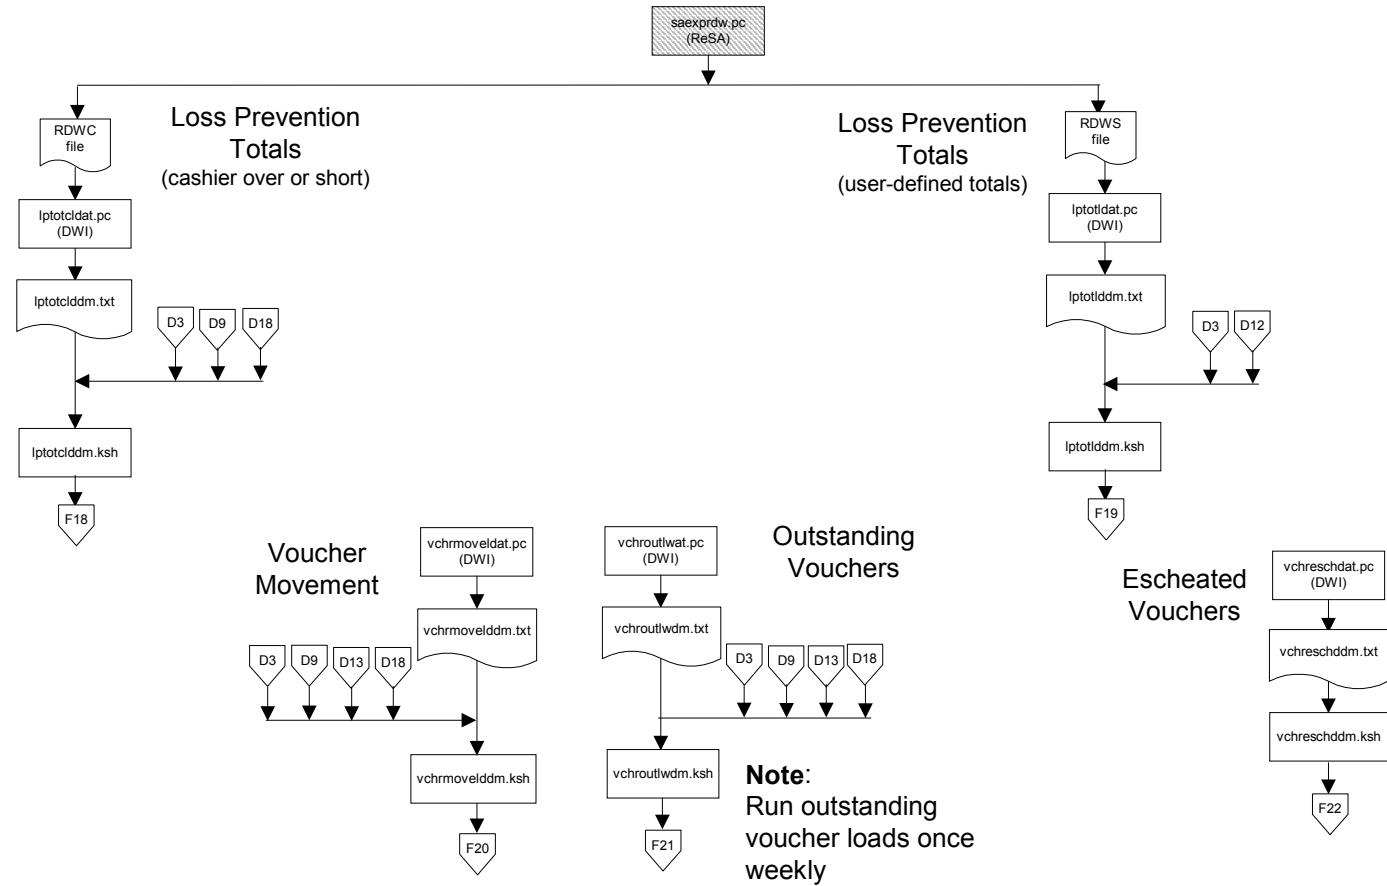 saexprdw.pc
(ReSA)
RDWC
file
Loss Prevention
Totals
(cashier over or short)
lptotcldat.pc
(DWI)
lptotclddm.txt
D3
D9
D18
lptotclddm.ksh
F18
Loss Prevention
Totals
(user-defined totals)
RDWS
file
lptotldat.pc
(DWI)
lptotlddm.txt
D3
D12
lptotlddm.ksh
F19
Voucher
Movement
vchrmoveldat.pc
(DWI)
vchrmovelddm.txt
D3
D9
D13
D18
vchrmovelddm.ksh
F20
vchroutlwat.pc
(DWI)
Outstanding
Vouchers
vchroutlwdm.txt
D3
D9
D13
D18
vchroutlwdm.ksh
F21
Note:
Run outstanding
voucher loads once
weekly
Escheated
Vouchers
vchreschdat.pc
(DWI)
vchreschddm.txt
vchreschddm.ksh
F22